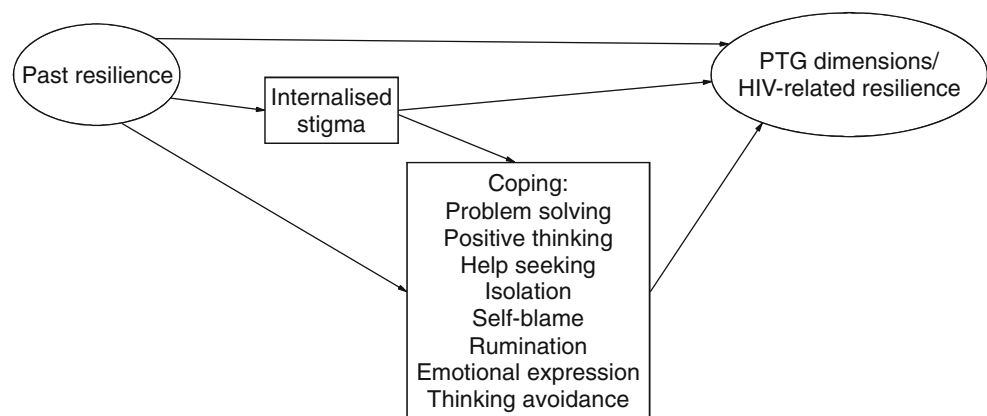 Past resilience
Internalised
stigma
PTG dimensions/
HIV-related resilience
Coping:
Problem solving
Positive thinking
Help seeking
Isolation
Self-blame
Rumination
Emotional expression
Thinking avoidance